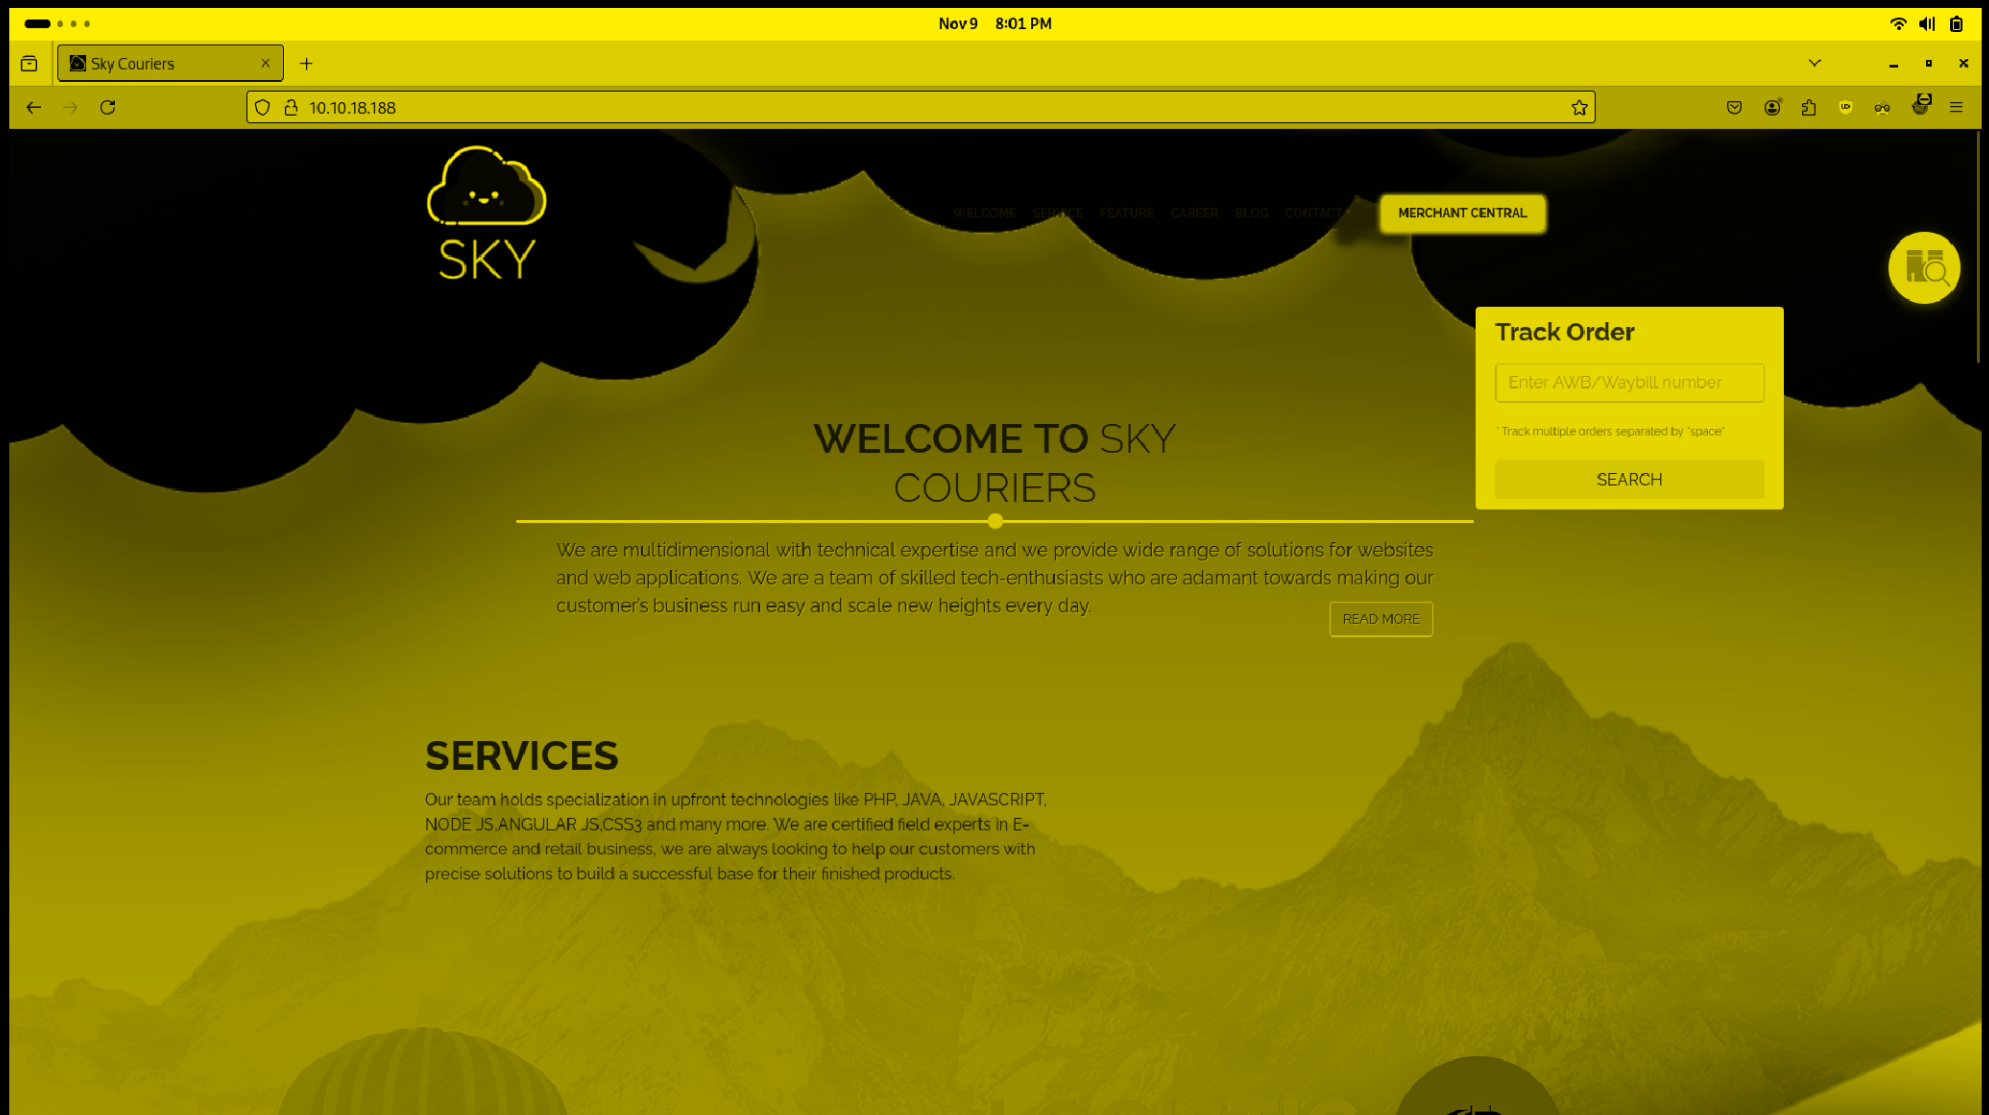 Nov 9 8:01 PM
Sky Couriers
10.10.18.188
SKY
WELCOME SERVICE FEATURE CAREER BLOG CONTACT MERCHANT CENTRAL
Track Order
Enter AWB/Waybill number
* Track multiple orders separated by "space"
SEARCH
WELCOME TO SKY
COURIERS
We are multidimensional with technical expertise and we provide wide range of solutions for websites
and web applications. We are a team of skilled tech-enthusiasts who are adamant towards making our
customer's business run easy and scale new heights every day.
READ MORE
SERVICES
Our team holds specialization in upfront technologies like PHP, JAVA, JAVASCRIPT,
NODE JS,ANGULAR JS,CSS3 and many more. We are certified field experts in E-
commerce and retail business, we are always looking to help our customers with
precise solutions to build a successful base for their finished products.